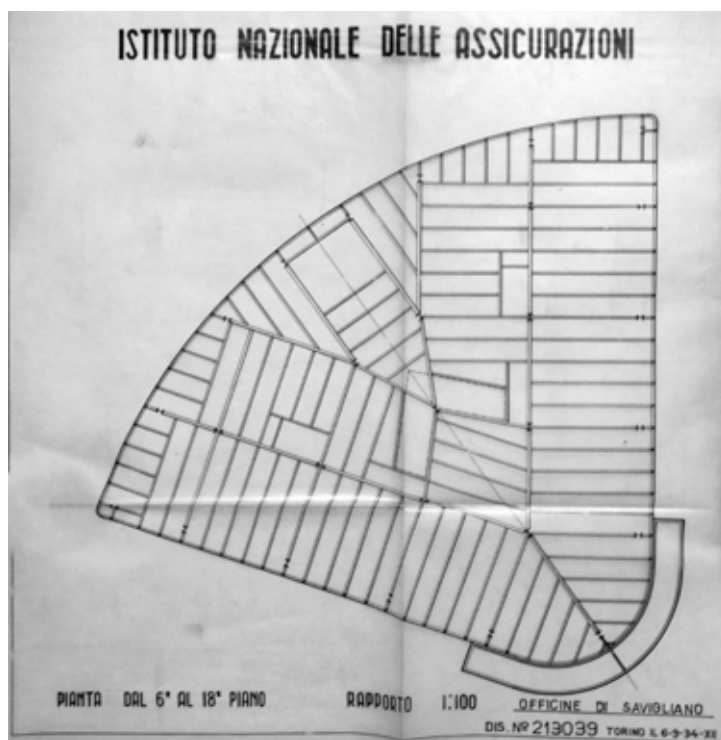 ISTITUTO NAZIONALE DELLE ASSICURAZIONI
PIANTA DAL 6° AL 18° PIANO RAPPORTO 1:100 OFFICINE DI SAVIGLIANO
DIS. Nº 213039 TORINO IL 6-9-34-XII